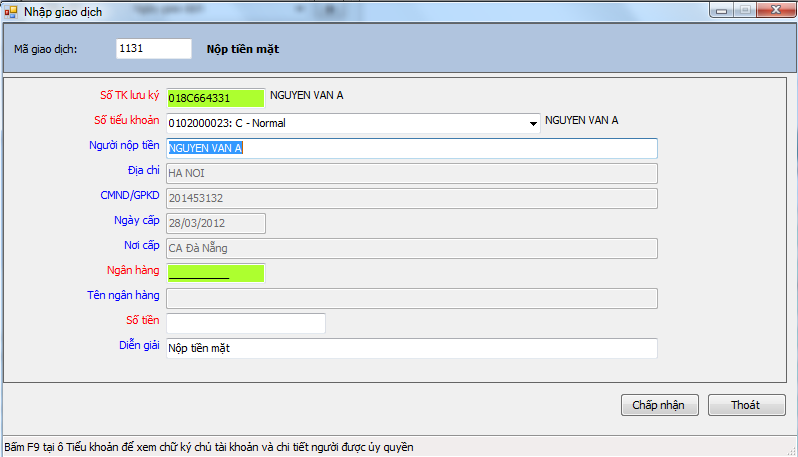 Nhập giao dịch
Mã giao dịch: 1131 Nộp tiền mặt
Số TK lưu ký 018C664331 NGUYEN VAN A
Số tiểu khoản 0102000023: C - Normal NGUYEN VAN A
Người nộp tiền NGUYEN VAN A
Địa chỉ HA NOI
CMND/GPKD 201453132
Ngày cấp 28/03/2012
Nơi cấp CA Đà Nẵng
Ngân hàng __________
Tên ngân hàng
Số tiền
Diễn giải Nộp tiền mặt
Chấp nhận Thoát
Bấm F9 tại ô Tiểu khoản để xem chữ ký chủ tài khoản và chi tiết người được ủy quyền